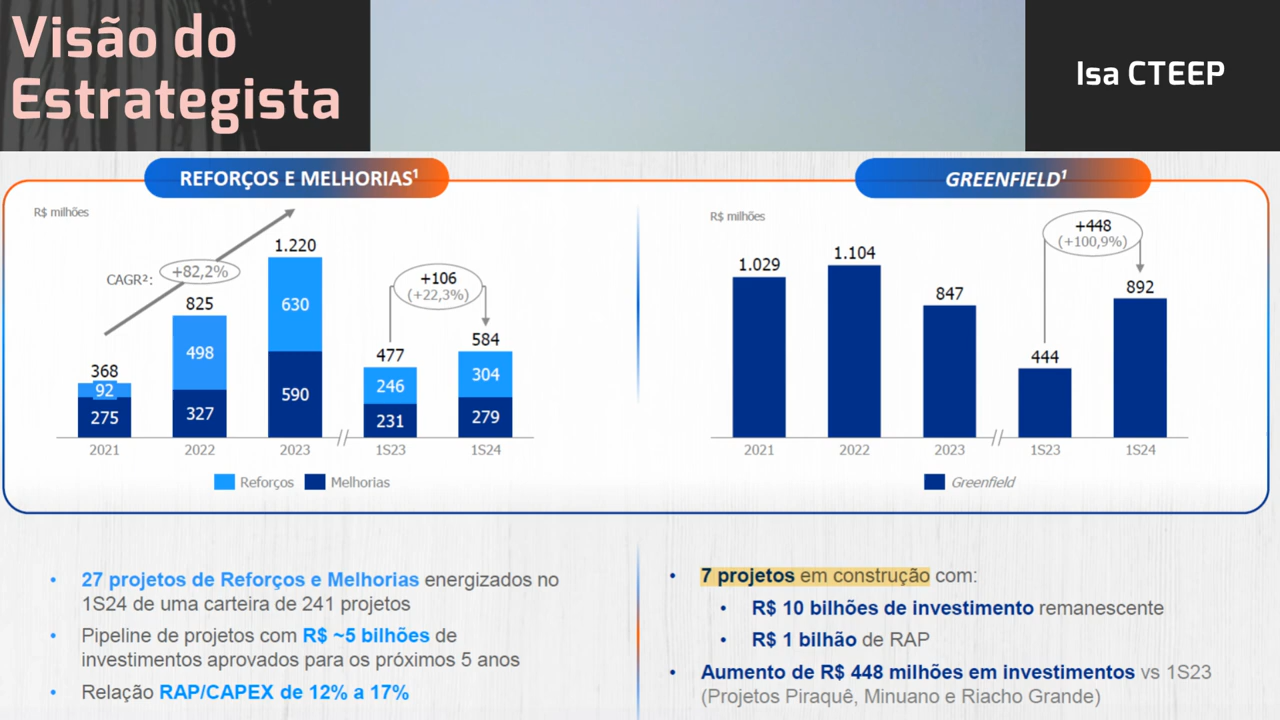 Visão do
Estrategista
Isa CTEEP
REFORÇOS E MELHORIAS¹
R$ milhões
CAGR²:
+82,2%
368
92
275
825
498
327
1.220
630
590
+106
(+22,3%)
477
246
231
584
304
279
2021
2022
2023
1S23
1S24
Reforços
Melhorias
GREENFIELD¹
R$ milhões
1.029
1.104
847
+448
(+100,9%)
444
892
2021
2022
2023
1S23
1S24
Greenfield
• 27 projetos de Reforços e Melhorias energizados no
1S24 de uma carteira de 241 projetos
• Pipeline de projetos com R$ ~5 bilhões de
investimentos aprovados para os próximos 5 anos
• Relação RAP/CAPEX de 12% a 17%
• 7 projetos em construção com:
• R$ 10 bilhões de investimento remanescente
• R$ 1 bilhão de RAP
• Aumento de R$ 448 milhões em investimentos vs 1S23
(Projetos Piraquê, Minuano e Riacho Grande)